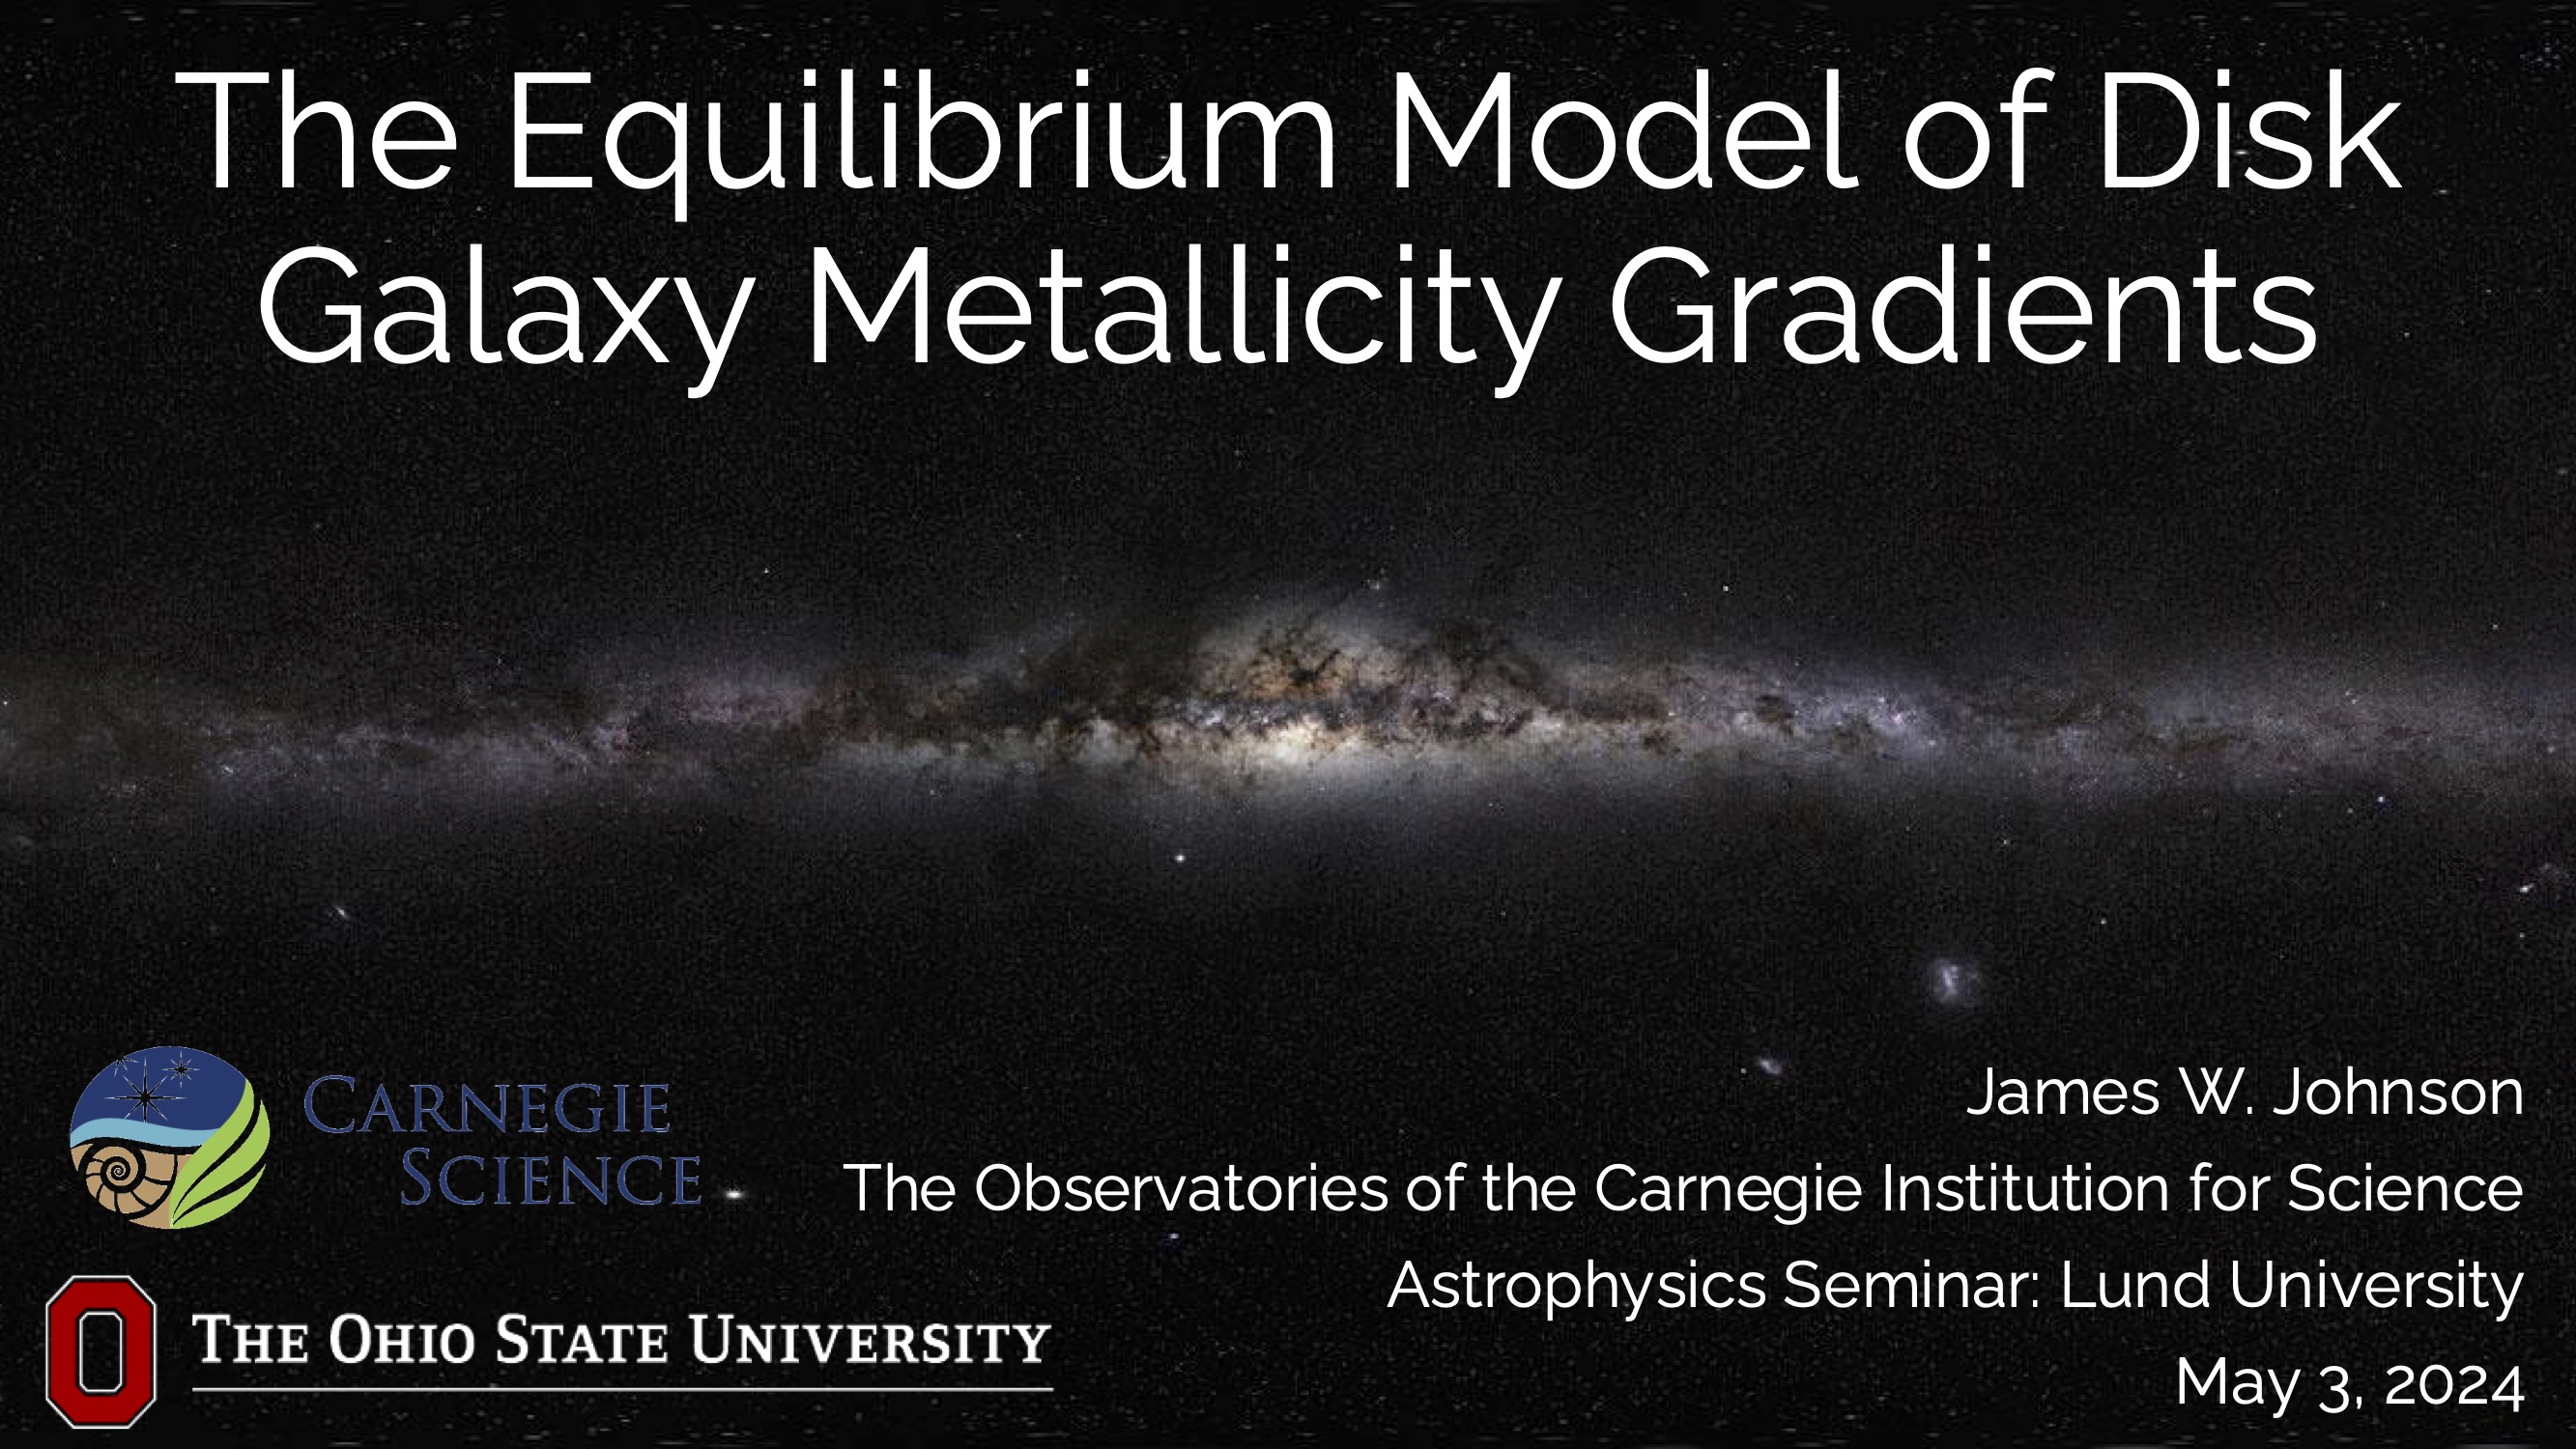 The Equilibrium Model of Disk
Galaxy Metallicity Gradients
CARNEGIE
SCIENCE
THE OHIO STATE UNIVERSITY
James W. Johnson
The Observatories of the Carnegie Institution for Science
Astrophysics Seminar: Lund University
May 3, 2024